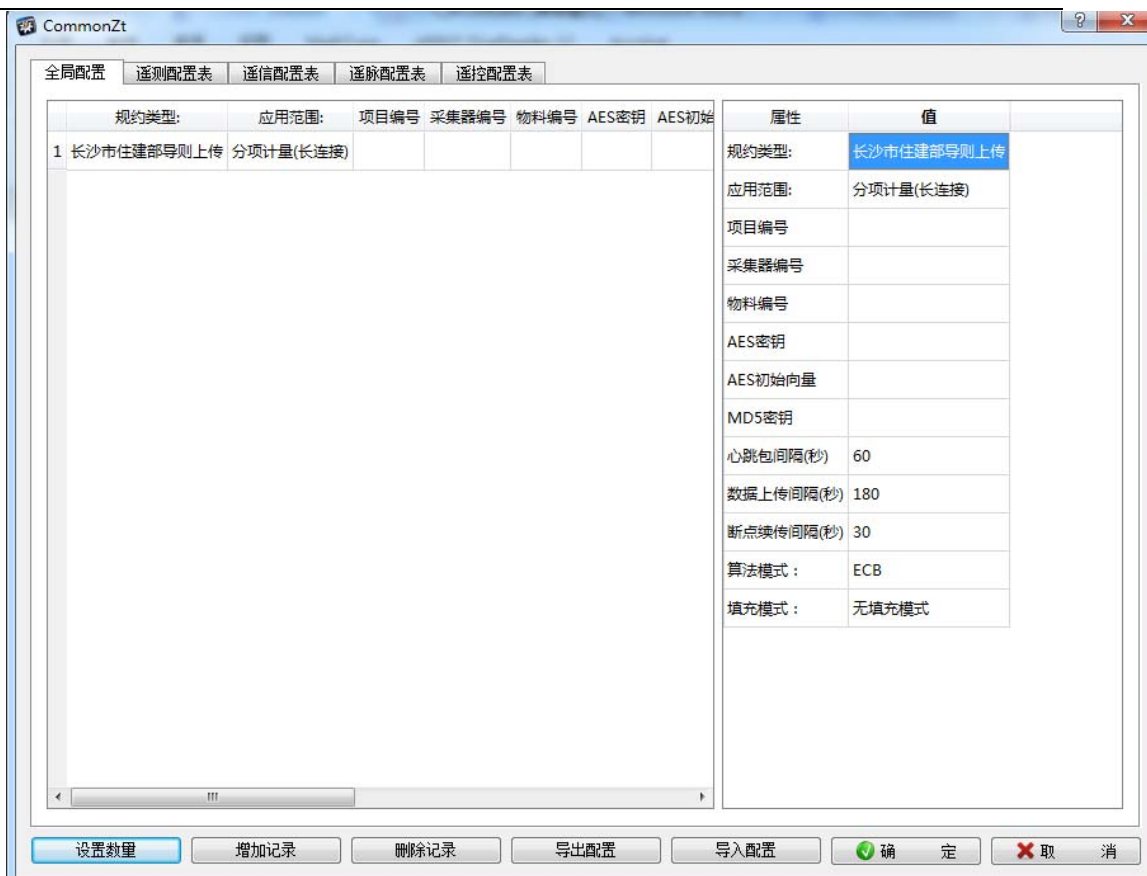 CommonZt
全局配置 遥测配置表 遥信配置表 遥脉配置表 遥控配置表
规约类型: 应用范围: 项目编号 采集器编号 物料编号 AES密钥 AES初始
1 长沙市住建部导则上传 分项计量(长连接)
属性 值
规约类型: 长沙市住建部导则上传
应用范围: 分项计量(长连接)
项目编号
采集器编号
物料编号
AES密钥
AES初始向量
MD5密钥
心跳包间隔(秒) 60
数据上传间隔(秒) 180
断点续传间隔(秒) 30
算法模式： ECB
填充模式： 无填充模式
设置数量 增加记录 删除记录 导出配置 导入配置 确 定 取 消